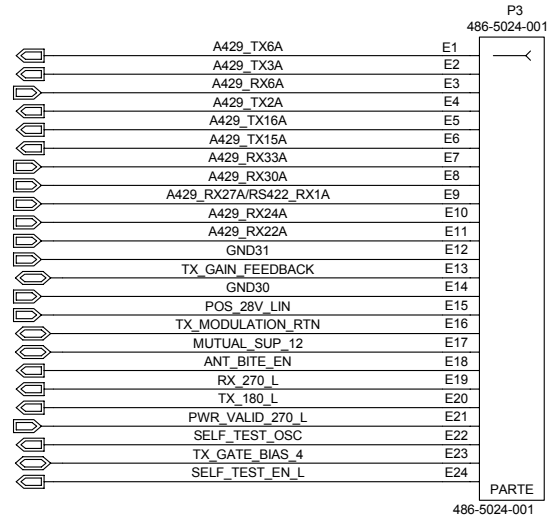 P3
486-5024-001
A429_TX6A E1
A429_TX3A E2
A429_RX6A E3
A429_TX2A E4
A429_TX16A E5
A429_TX15A E6
A429_RX33A E7
A429_RX30A E8
A429_RX27A/RS422_RX1A E9
A429_RX24A E10
A429_RX22A E11
GND31 E12
TX_GAIN_FEEDBACK E13
GND30 E14
POS_28V_LIN E15
TX_MODULATION_RTN E16
MUTUAL_SUP_12 E17
ANT_BITE_EN E18
RX_270_L E19
TX_180_L E20
PWR_VALID_270_L E21
SELF_TEST_OSC E22
TX_GATE_BIAS_4 E23
SELF_TEST_EN_L E24
PARTE
486-5024-001